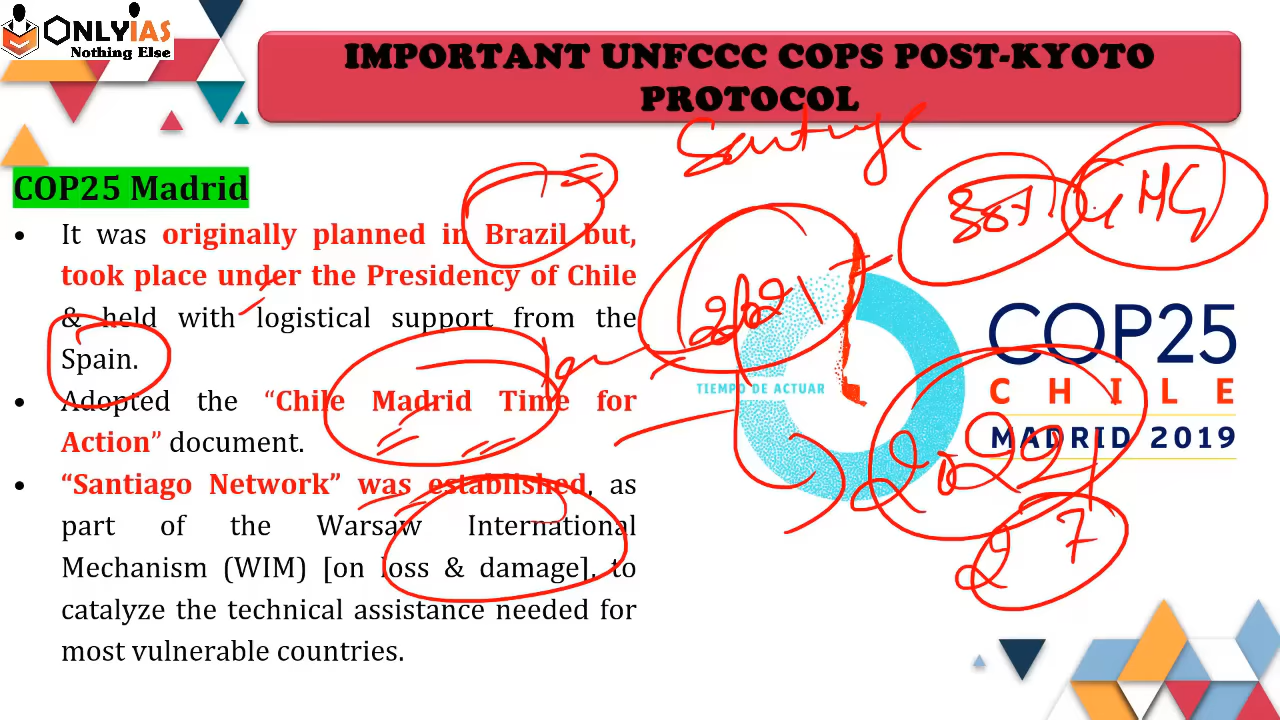 ONLYIAS
Nothing Else
IMPORTANT UNFCCC COPS POST-KYOTO
PROTOCOL
COP25 Madrid
• It was originally planned in Brazil but,
took place under the Presidency of Chile
& held with logistical support from the
Spain.
• Adopted the “Chile Madrid Time for
Action” document.
• “Santiago Network” was established, as
part of the Warsaw International
Mechanism (WIM) [on loss & damage], to
catalyze the technical assistance needed for
most vulnerable countries.
TIEMPO DE ACTUAR
COP25
CHILE
MADRID 2019
2021
27